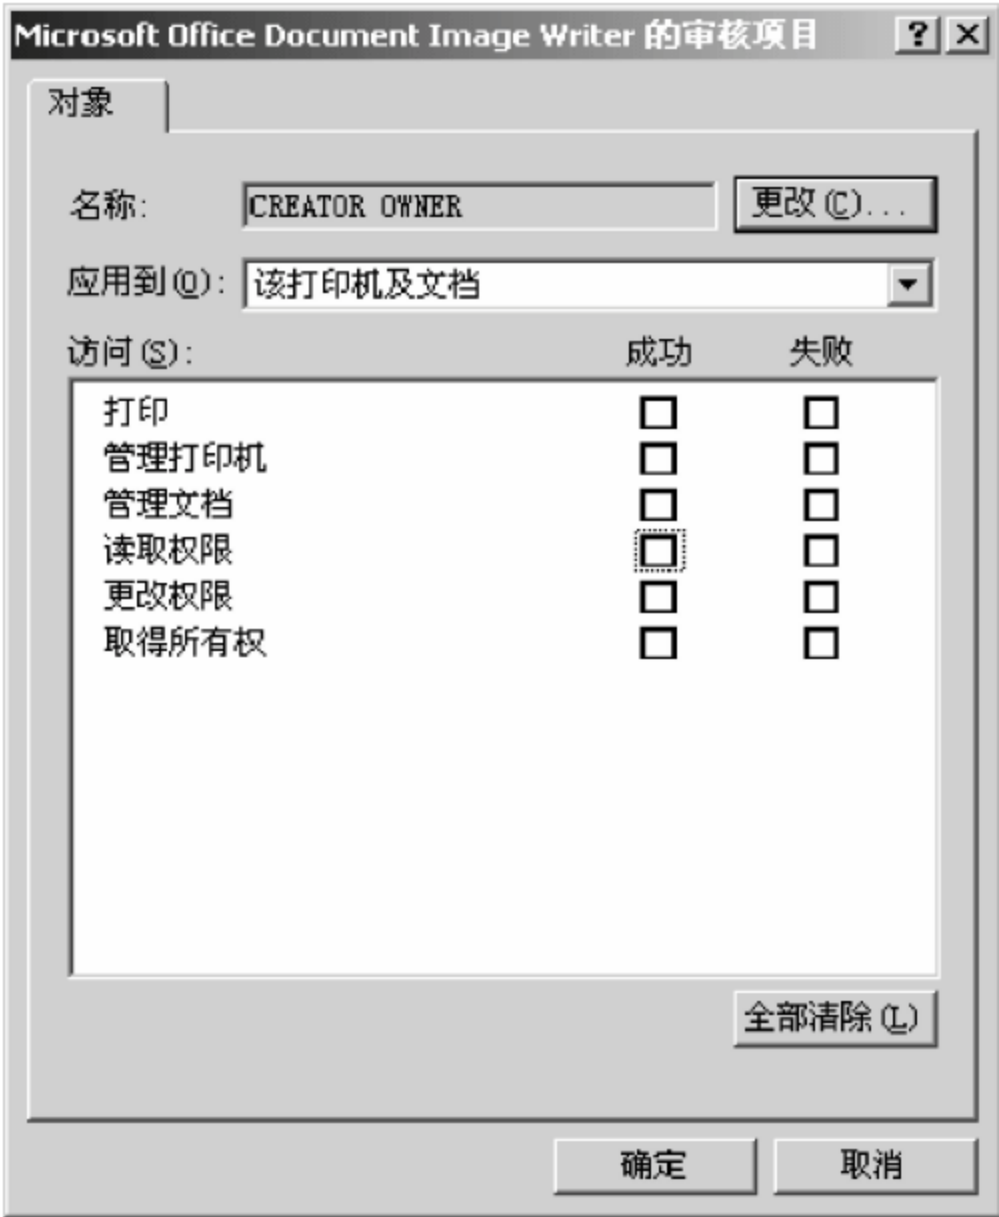 Microsoft Office Document Image Writer 的审核项目
对象
名称: CREATOR OWNER 更改(C)...
应用到(O): 该打印机及文档
访问(S): 成功 失败
打印
管理打印机
管理文档
读取权限
更改权限
取得所有权
全部清除(L)
确定 取消